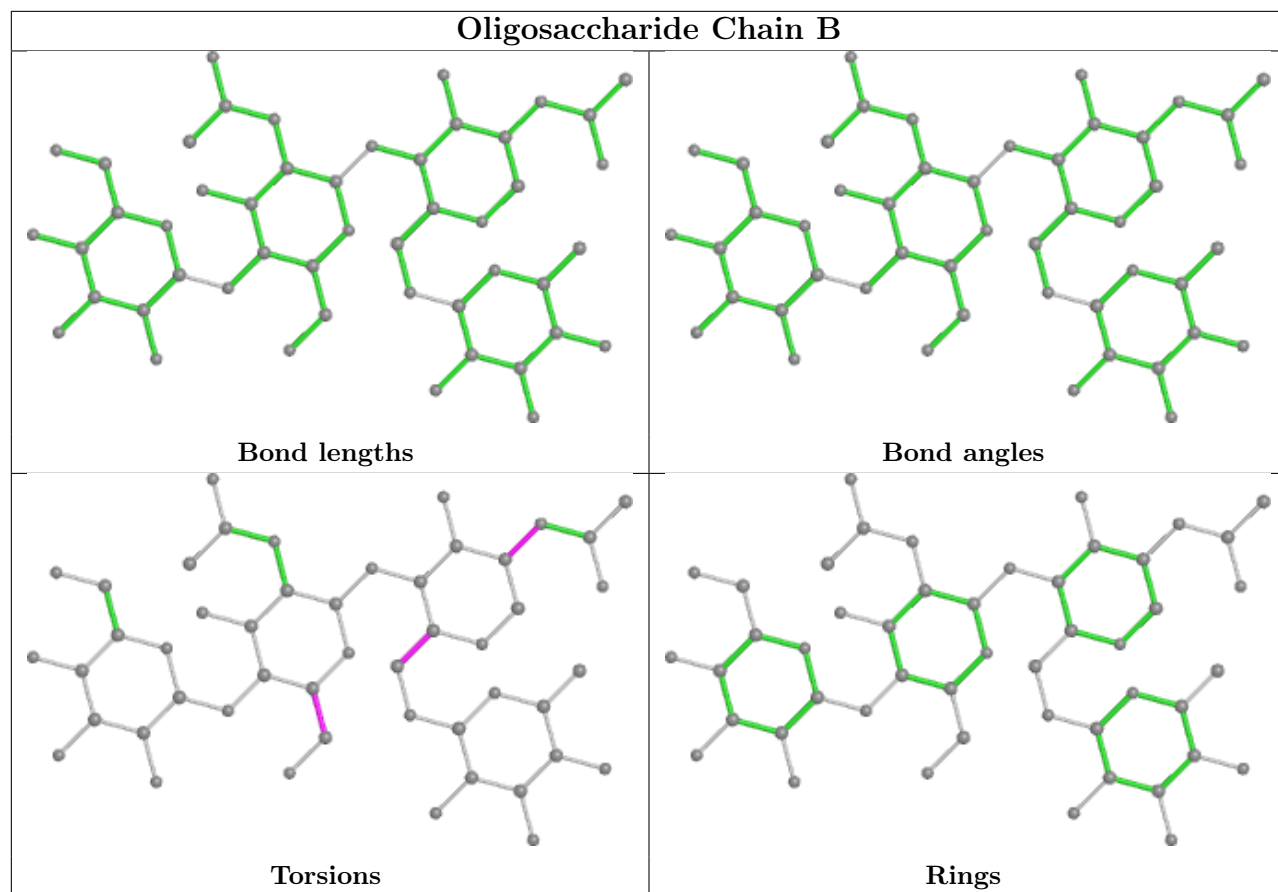 Oligosaccharide Chain B
Bond lengths
Bond angles
Torsions
Rings